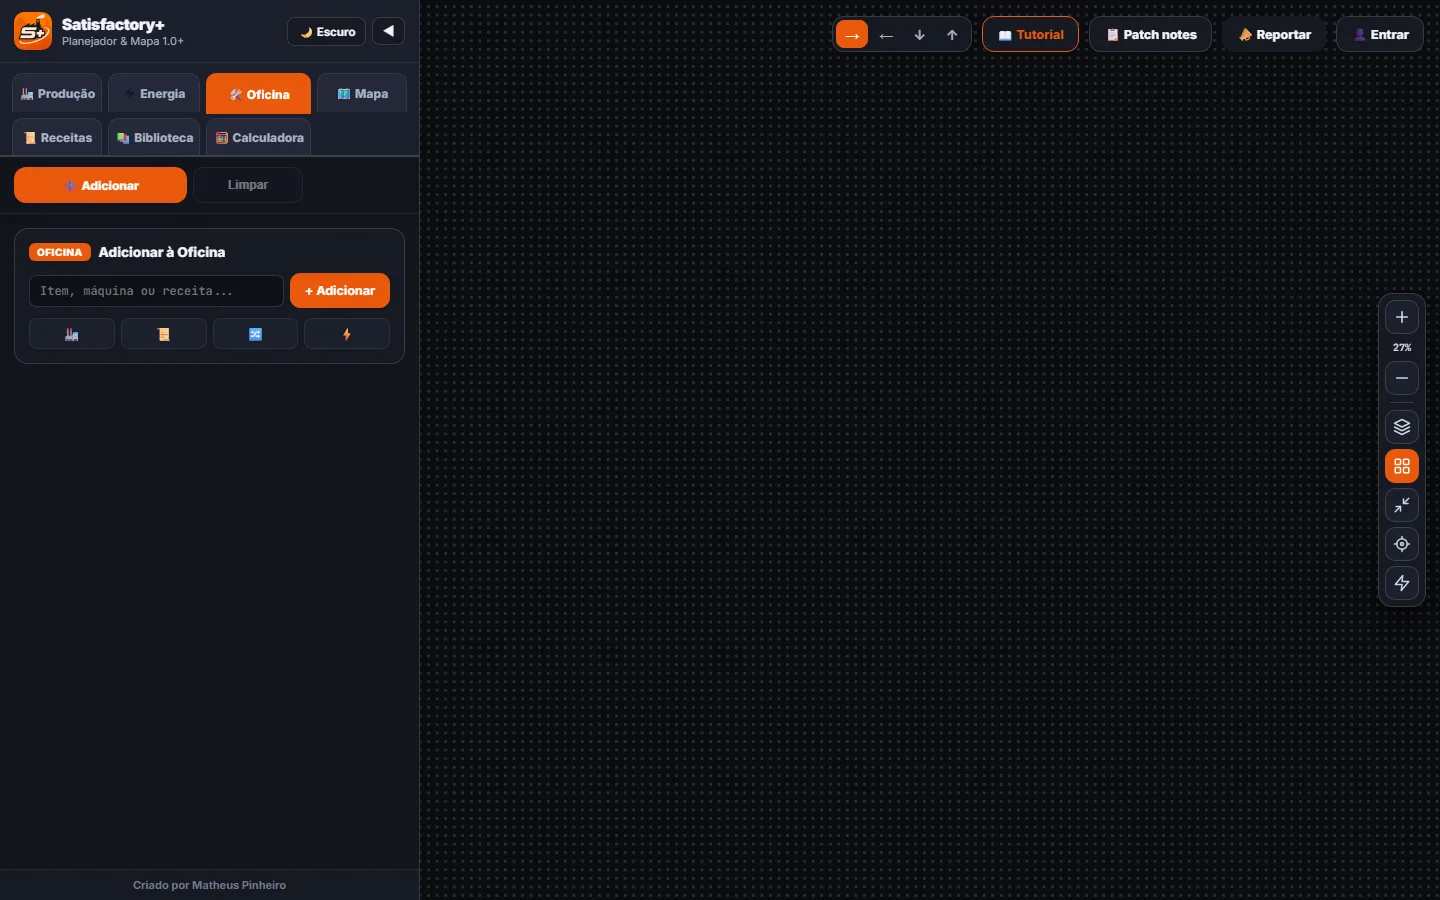 Satisfactory+
Planejador & Mapa 1.0+
Escuro
Tutorial
Patch notes
Reportar
Entrar
Produção
Energia
Oficina
Mapa
Receitas
Biblioteca
Calculadora
Adicionar
Limpar
OFICINA Adicionar à Oficina
Item, máquina ou receita...
+ Adicionar
27%
Criado por Matheus Pinheiro